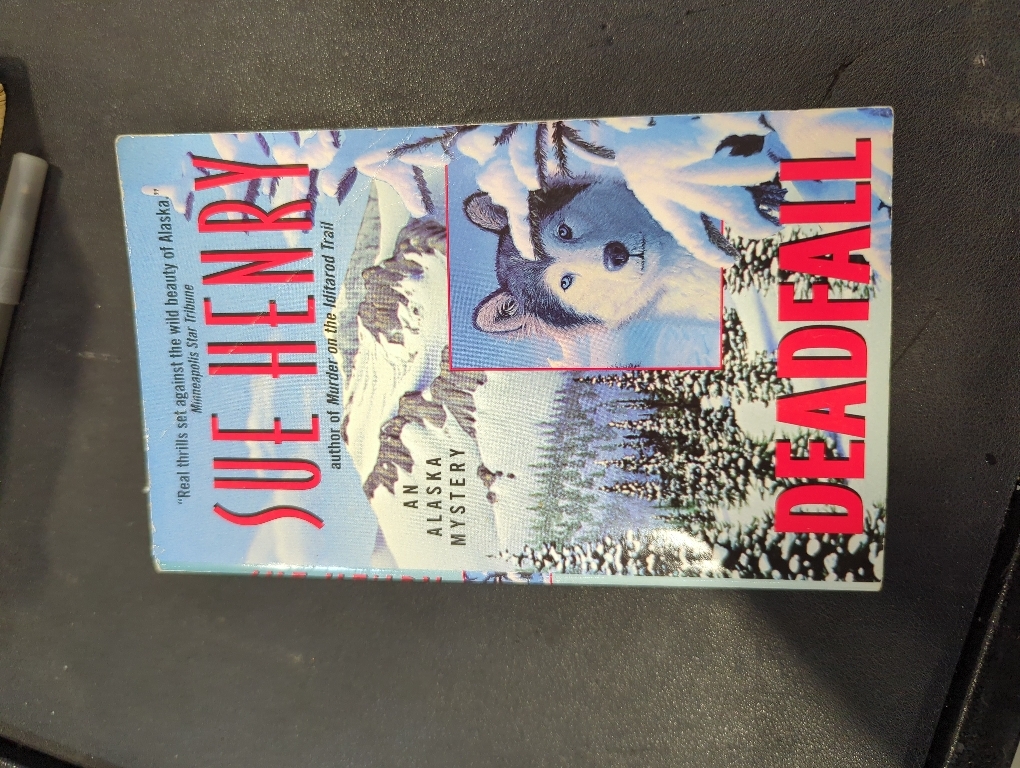 "Real thrills set against the wild beauty of Alaska."
Minneapolis Star Tribune
SUE HENRY
author of Murder on the Iditarod Trail
AN
ALASKA
MYSTERY
DEADFALL